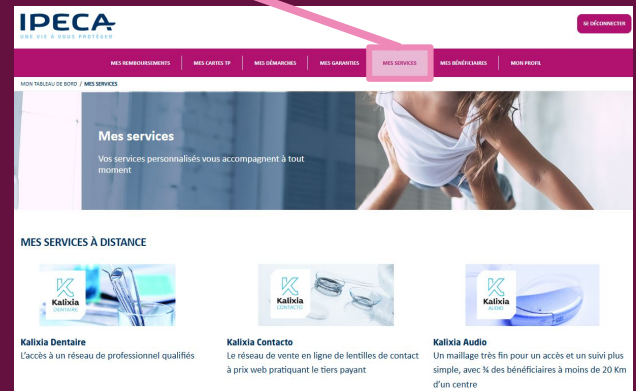 IPECA
UNE VIE À VOUS PROTÉGER
SE DÉCONNECTER
MES REMBOURSEMENTS
MES CARTES TP
MES DÉMARCHES
MES GARANTIES
MES SERVICES
MES BÉNÉFICIAIRES
MON PROFIL
MON TABLEAU DE BORD / MES SERVICES
Mes services
Vos services personnalisés vous accompagnent à tout
moment
MES SERVICES À DISTANCE
Kalixia
DENTAIRE
Kalixia
CONTACTO
Kalixia
AUDIO
Kalixia Dentaire
L'accès à un réseau de professionnel qualifiés
Kalixia Contacto
Le réseau de vente en ligne de lentilles de contact
à prix web pratiquant le tiers payant
Kalixia Audio
Un maillage très fin pour un accès et un suivi plus
simple, avec ¾ des bénéficiaires à moins de 20 Km
d'un centre